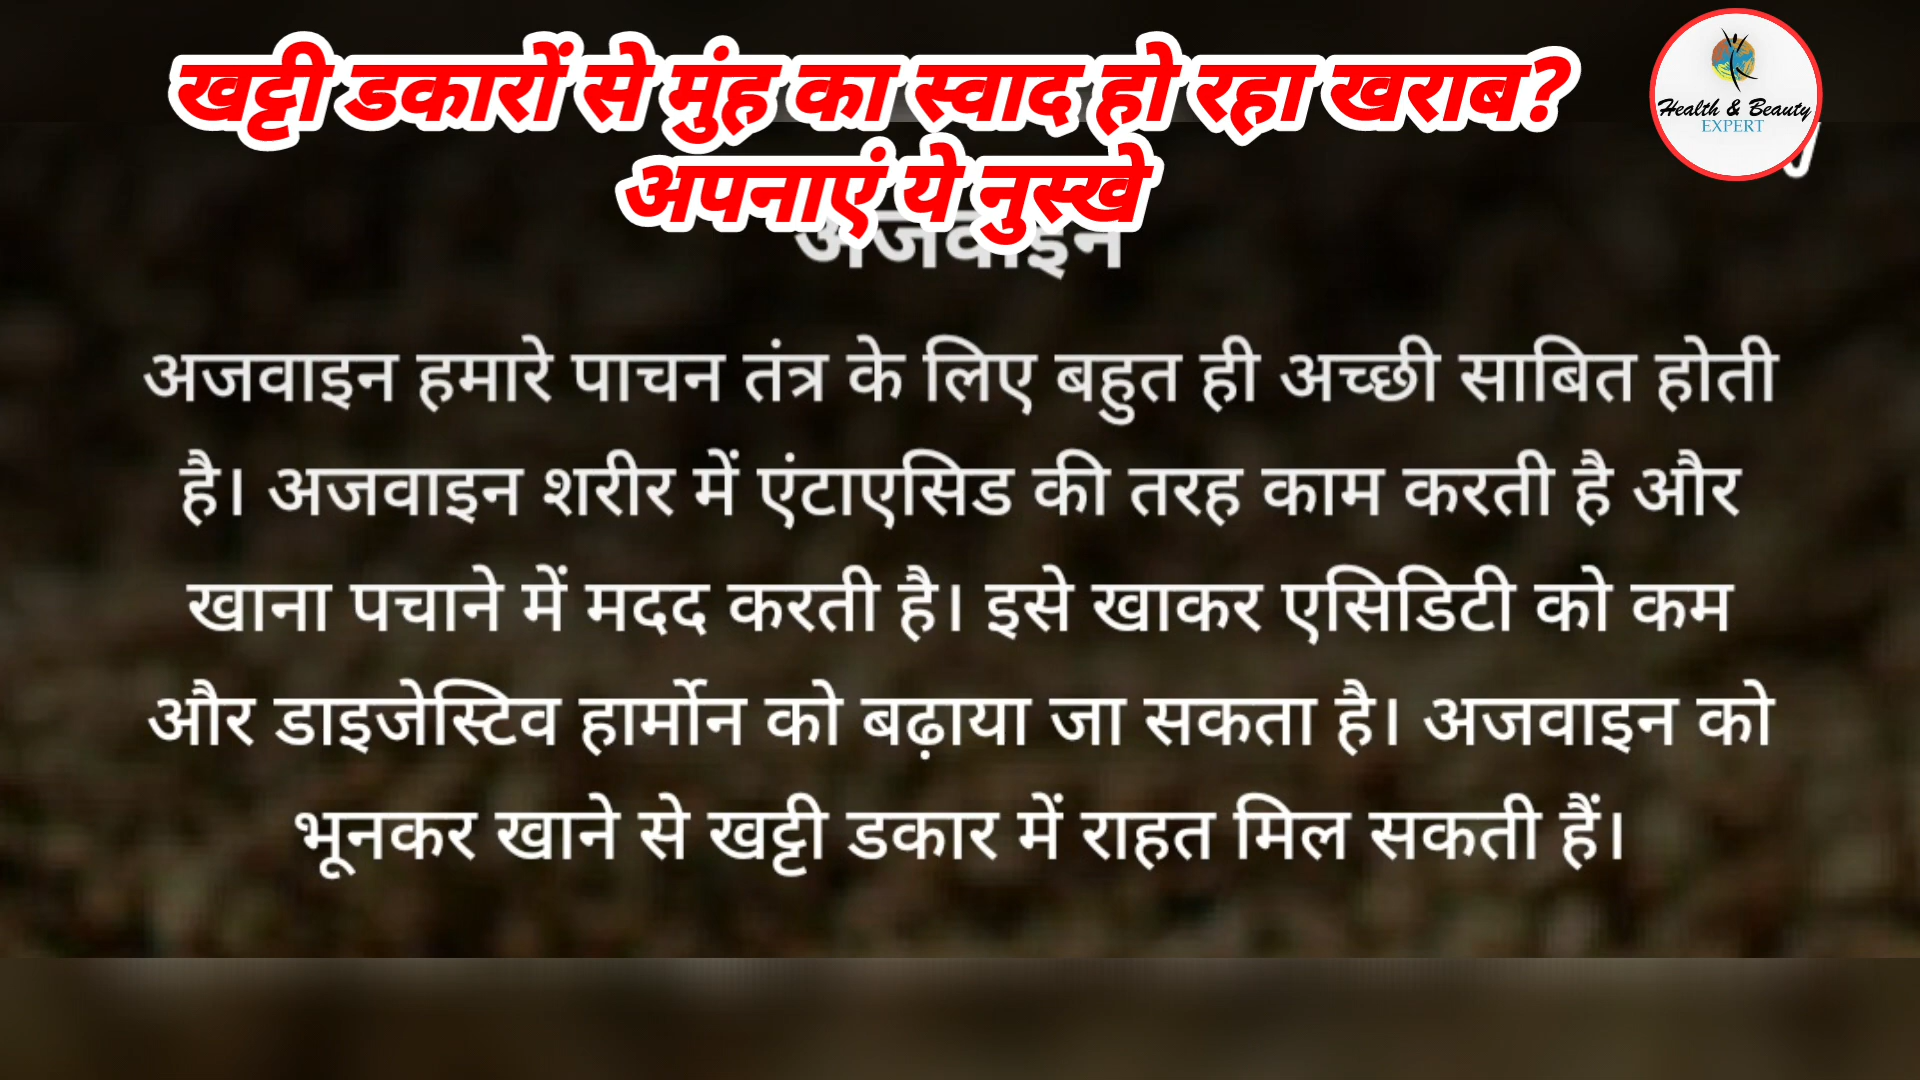 खट्टी डकारों से मुंह का स्वाद हो रहा खराब?
अपनाएं ये नुस्खे
Health & Beauty
EXPERT
अजवाइन
अजवाइन हमारे पाचन तंत्र के लिए बहुत ही अच्छी साबित होती
है। अजवाइन शरीर में एंटाएसिड की तरह काम करती है और
खाना पचाने में मदद करती है। इसे खाकर एसिडिटी को कम
और डाइजेस्टिव हार्मोन को बढ़ाया जा सकता है। अजवाइन को
भूनकर खाने से खट्टी डकार में राहत मिल सकती हैं।